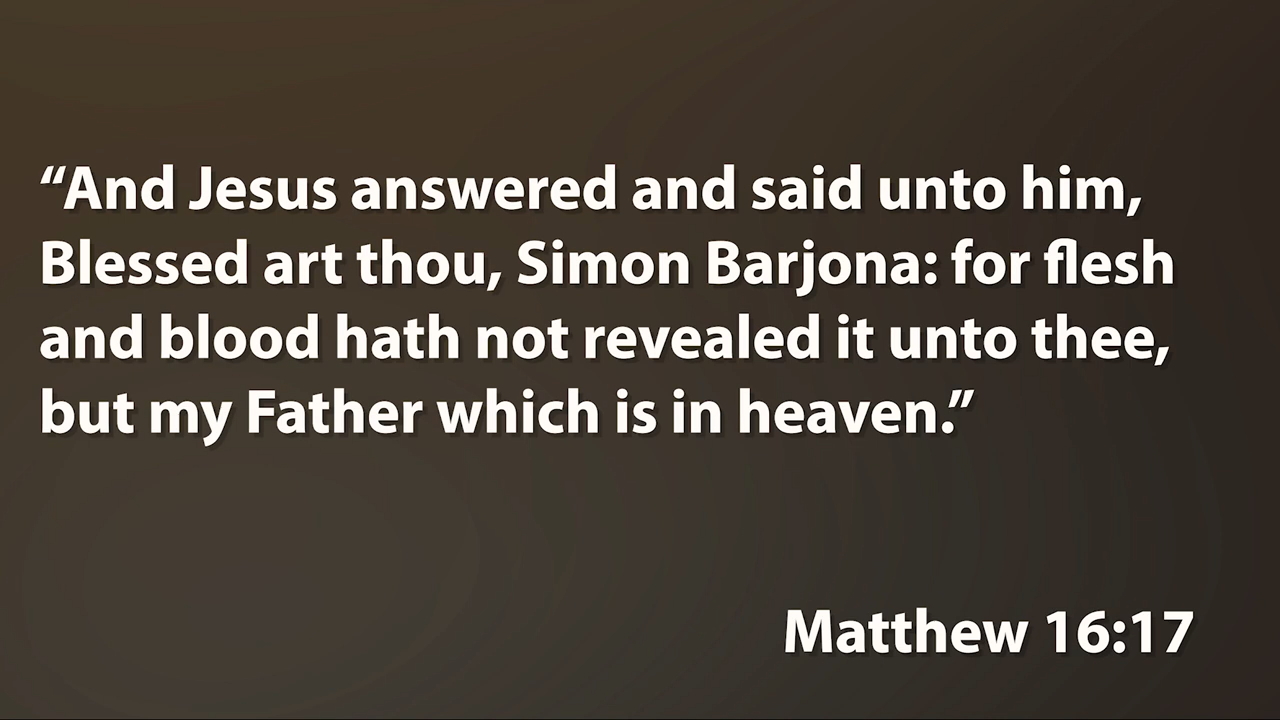 “And Jesus answered and said unto him,
Blessed art thou, Simon Barjona: for flesh
and blood hath not revealed it unto thee,
but my Father which is in heaven.”
Matthew 16:17